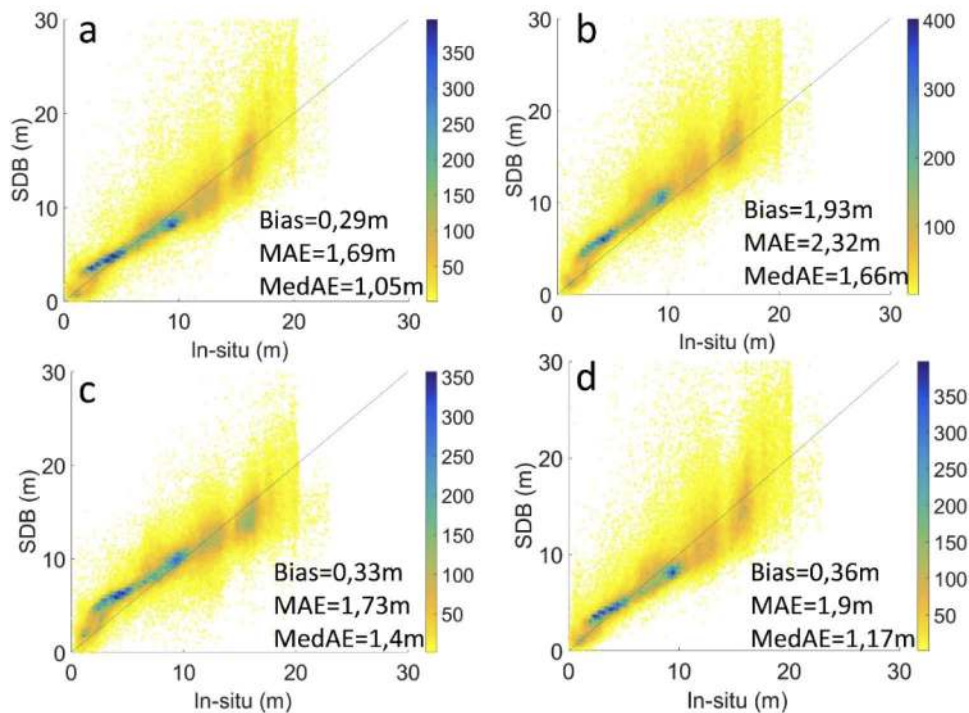 a
30
20
10
0
SDB (m)
0 10 20 30
In-situ (m)
Bias=0,29m
MAE=1,69m
MedAE=1,05m
350
300
250
200
150
100
50
b
30
20
10
0
SDB (m)
0 10 20 30
In-situ (m)
Bias=1,93m
MAE=2,32m
MedAE=1,66m
400
300
200
100
c
30
20
10
0
SDB (m)
0 10 20 30
In-situ (m)
Bias=0,33m
MAE=1,73m
MedAE=1,4m
350
300
250
200
150
100
50
d
30
20
10
0
SDB (m)
0 10 20 30
In-situ (m)
Bias=0,36m
MAE=1,9m
MedAE=1,17m
350
300
250
200
150
100
50